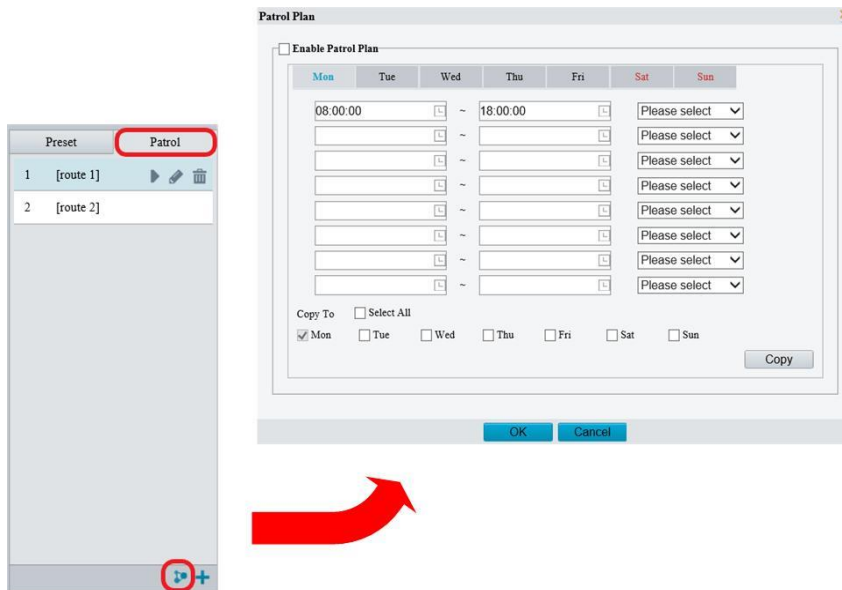 Patrol Plan
Enable Patrol Plan
Mon Tue Wed Thu Fri Sat Sun
08:00:00 ~ 18:00:00 Please select
~ Please select
~ Please select
~ Please select
~ Please select
~ Please select
~ Please select
~ Please select
Copy To Select All
Mon Tue Wed Thu Fri Sat Sun
Copy
OK Cancel
Preset Patrol
1 [route 1]
2 [route 2]